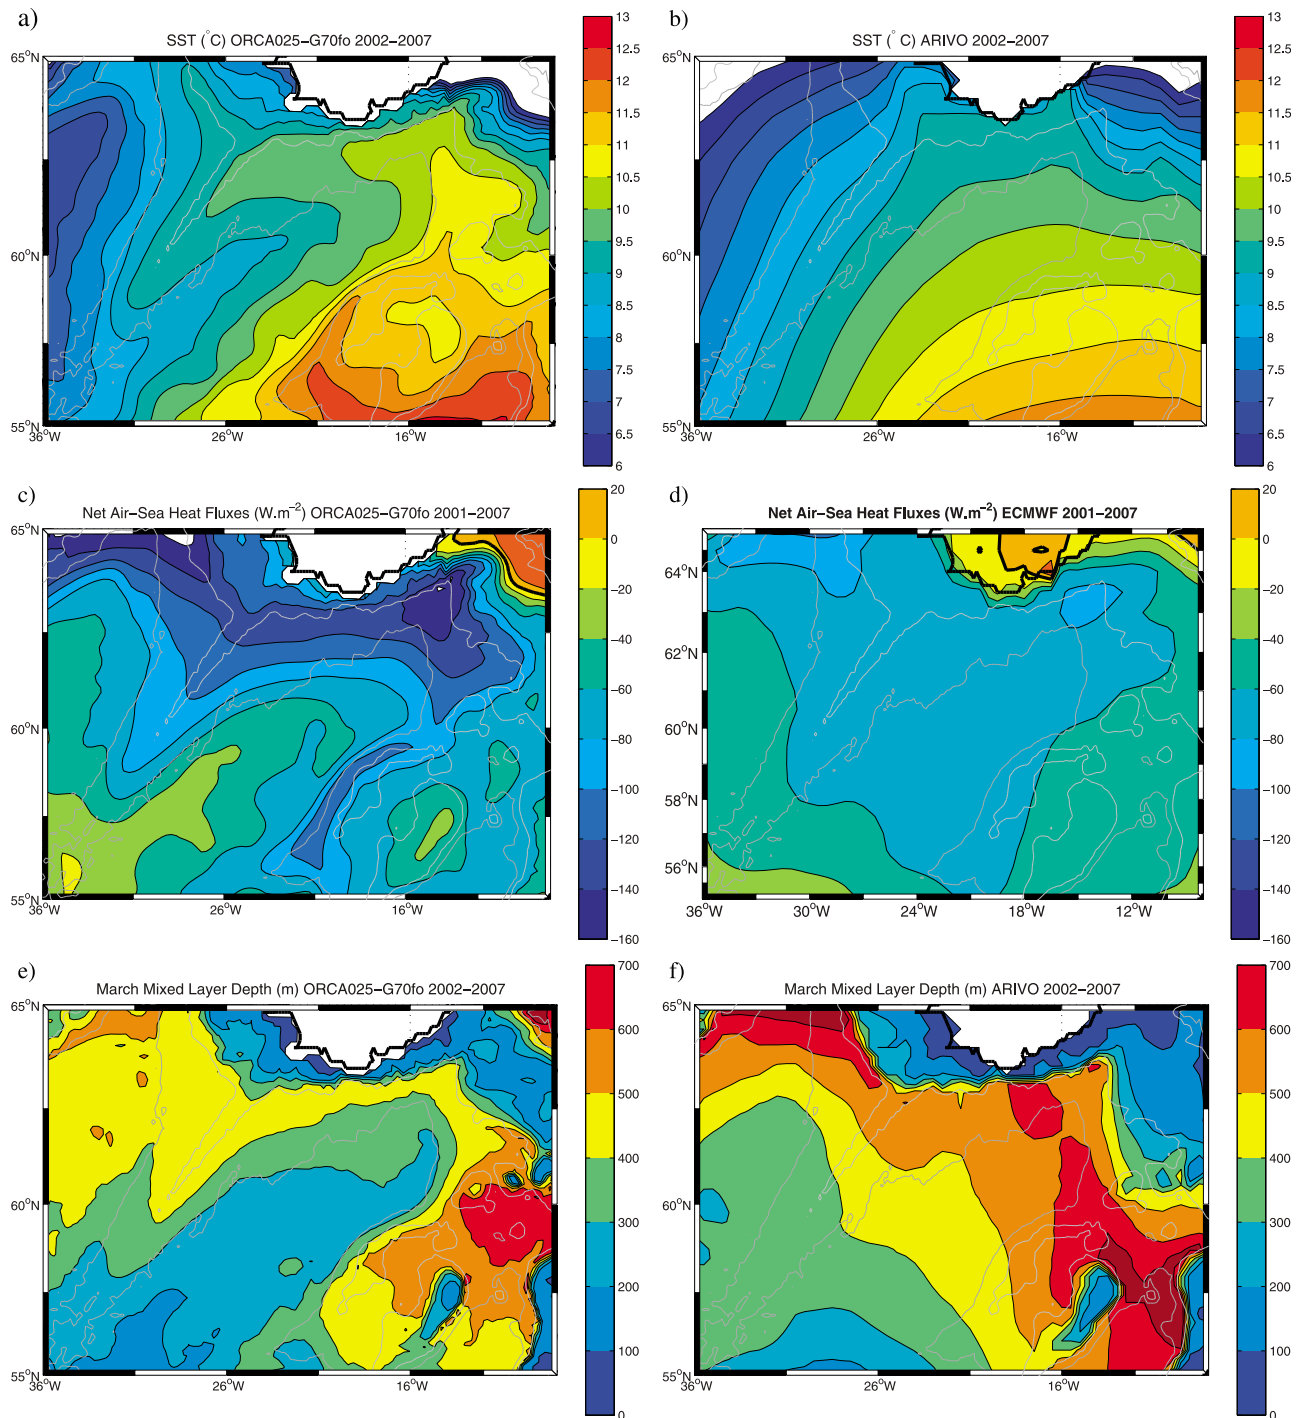 a)
SST (°C) ORCA025−G70fo 2002−2007
65°N
60°N
55°N
36°W
26°W
16°W
13
12.5
12
11.5
11
10.5
10
9.5
9
8.5
8
7.5
7
6.5
6
b)
SST (°C) ARIVO 2002−2007
65°N
60°N
55°N
36°W
26°W
16°W
13
12.5
12
11.5
11
10.5
10
9.5
9
8.5
8
7.5
7
6.5
6
c)
Net Air−Sea Heat Fluxes (W.m−2) ORCA025−G70fo 2001−2007
65°N
60°N
55°N
36°W
26°W
16°W
20
0
−20
−40
−60
−80
−100
−120
−140
−160
d)
Net Air−Sea Heat Fluxes (W.m−2) ECMWF 2001−2007
64°N
62°N
60°N
58°N
56°N
36°W
30°W
24°W
18°W
12°W
20
0
−20
−40
−60
−80
−100
−120
−140
−160
e)
March Mixed Layer Depth (m) ORCA025−G70fo 2002−2007
65°N
60°N
55°N
36°W
26°W
16°W
700
600
500
400
300
200
100
0
f)
March Mixed Layer Depth (m) ARIVO 2002−2007
65°N
60°N
55°N
36°W
26°W
16°W
700
600
500
400
300
200
100
0